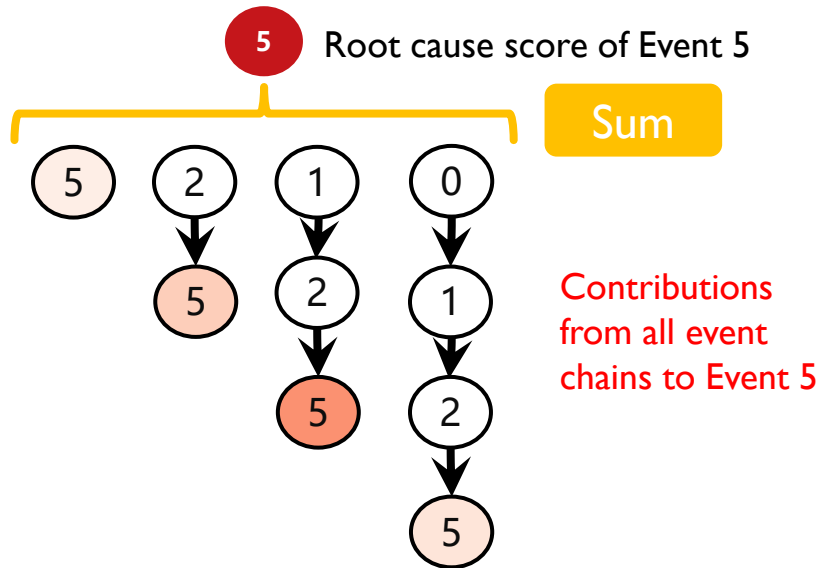 5 Root cause score of Event 5
Sum
5 2 1 0
5 2 1
5 2
5
Contributions
from all event
chains to Event 5